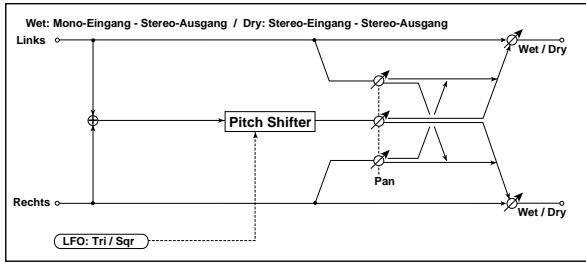 Wet: Mono-Eingang - Stereo-Ausgang / Dry: Stereo-Eingang - Stereo-Ausgang
Links
Wet / Dry
Pitch Shifter
Pan
Rechts
Wet / Dry
LFO: Tri / Sqr